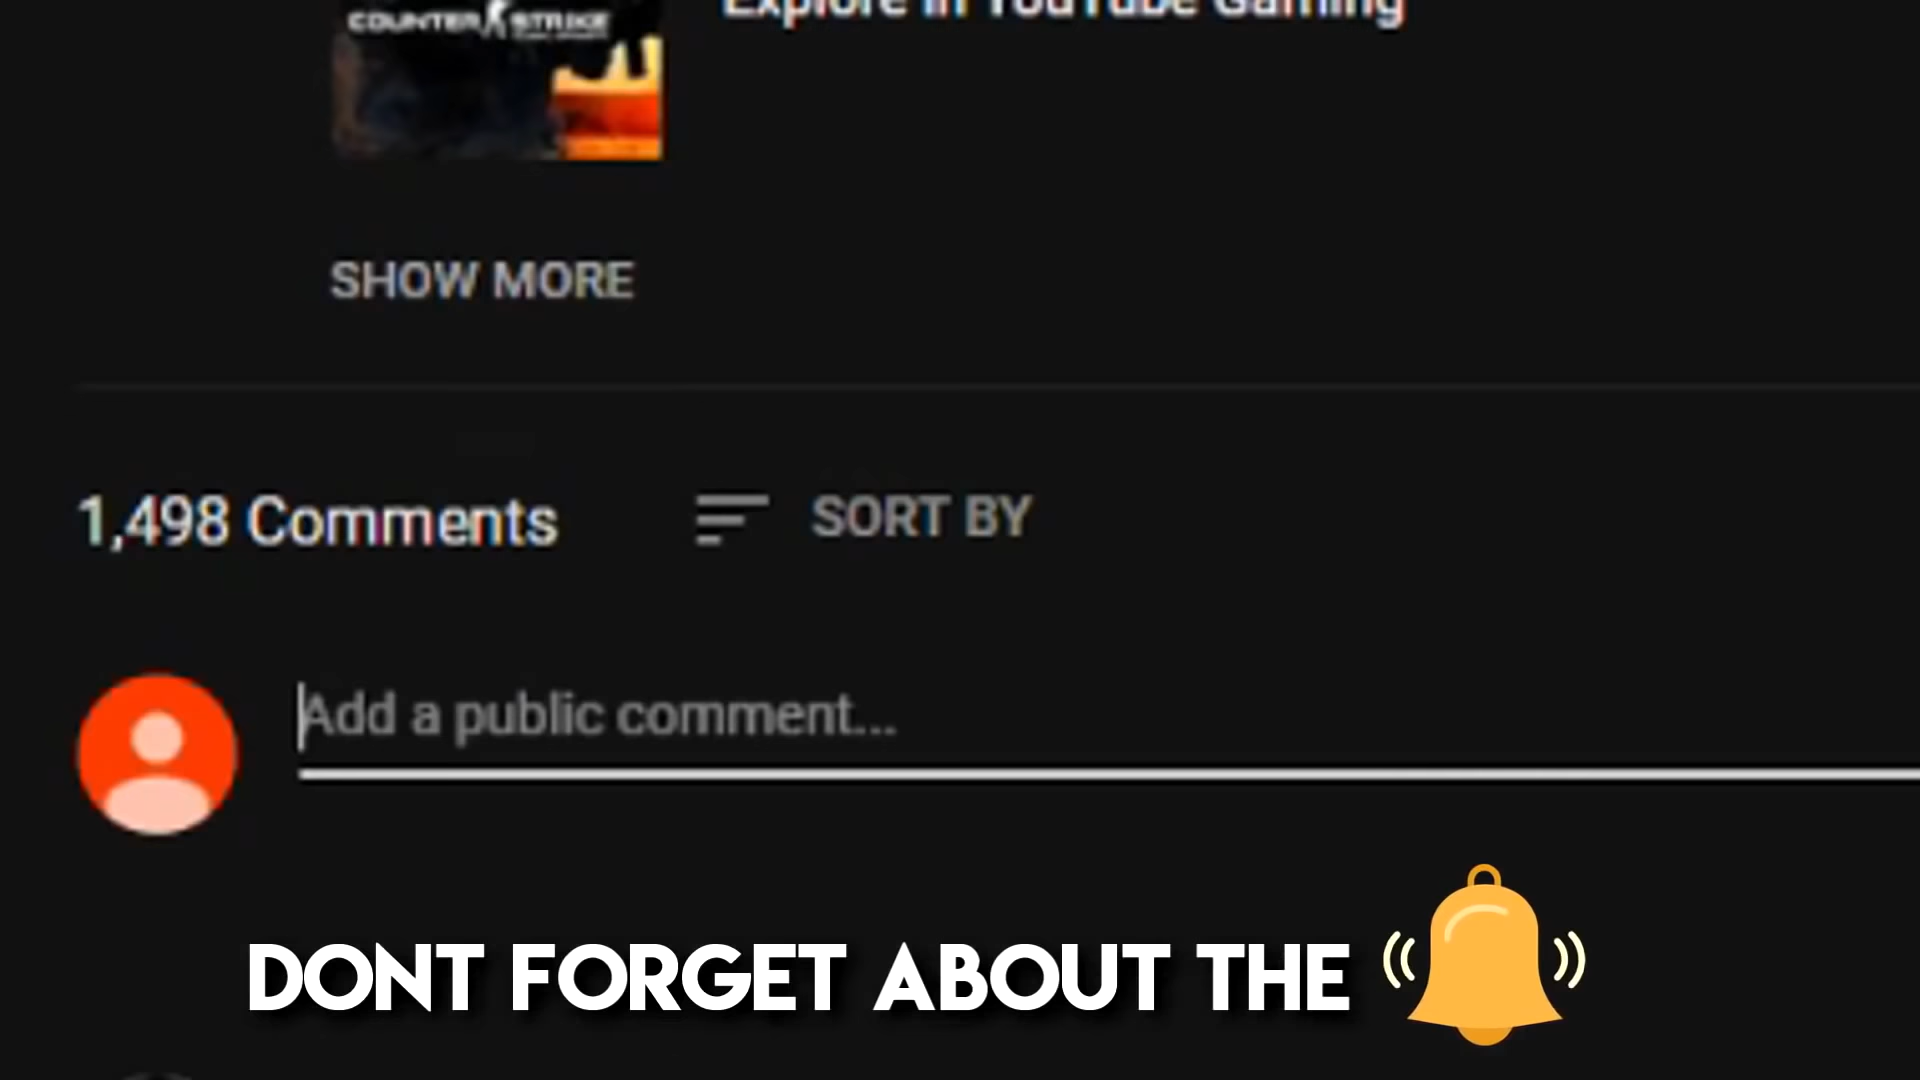 COUNTER STRIKE
Explore in YouTube Gaming
SHOW MORE
1,498 Comments
SORT BY
Add a public comment...
DONT FORGET ABOUT THE